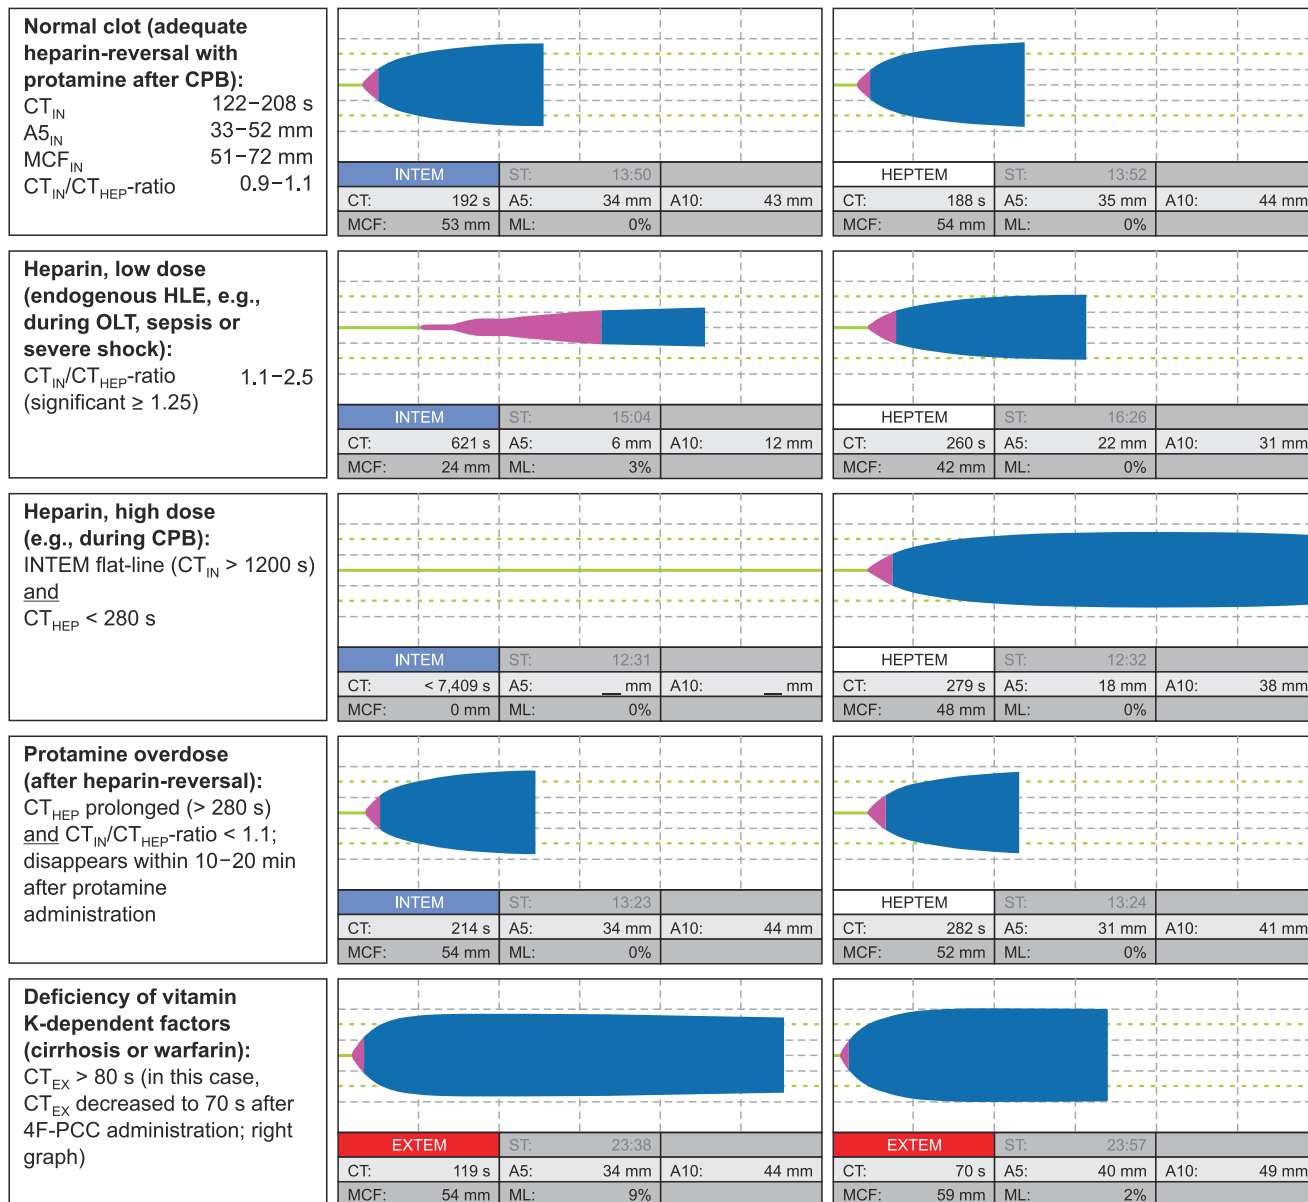 Normal clot (adequate
heparin-reversal with
protamine after CPB):
CT_IN 122–208 s
A5_IN 33–52 mm
MCF_IN 51–72 mm
CT_IN/CT_HEP-ratio 0.9–1.1
INTEM ST: 13:50
CT: 192 s A5: 34 mm A10: 43 mm
MCF: 53 mm ML: 0%
HEPTEM ST: 13:52
CT: 188 s A5: 35 mm A10: 44 mm
MCF: 54 mm ML: 0%
Heparin, low dose
(endogenous HLE, e.g.,
during OLT, sepsis or
severe shock):
CT_IN/CT_HEP-ratio 1.1–2.5
(significant ≥ 1.25)
INTEM ST: 15:04
CT: 621 s A5: 6 mm A10: 12 mm
MCF: 24 mm ML: 3%
HEPTEM ST: 16:26
CT: 260 s A5: 22 mm A10: 31 mm
MCF: 42 mm ML: 0%
Heparin, high dose
(e.g., during CPB):
INTEM flat-line (CT_IN > 1200 s)
and
CT_HEP < 280 s
INTEM ST: 12:31
CT: < 7,409 s A5: __ mm A10: __ mm
MCF: 0 mm ML: 0%
HEPTEM ST: 12:32
CT: 279 s A5: 18 mm A10: 38 mm
MCF: 48 mm ML: 0%
Protamine overdose
(after heparin-reversal):
CT_HEP prolonged (> 280 s)
and CT_IN/CT_HEP-ratio < 1.1;
disappears within 10–20 min
after protamine
administration
INTEM ST: 13:23
CT: 214 s A5: 34 mm A10: 44 mm
MCF: 54 mm ML: 0%
HEPTEM ST: 13:24
CT: 282 s A5: 31 mm A10: 41 mm
MCF: 52 mm ML: 0%
Deficiency of vitamin
K-dependent factors
(cirrhosis or warfarin):
CT_EX > 80 s (in this case,
CT_EX decreased to 70 s after
4F-PCC administration; right
graph)
EXTEM ST: 23:38
CT: 119 s A5: 34 mm A10: 44 mm
MCF: 54 mm ML: 9%
EXTEM ST: 23:57
CT: 70 s A5: 40 mm A10: 49 mm
MCF: 59 mm ML: 2%